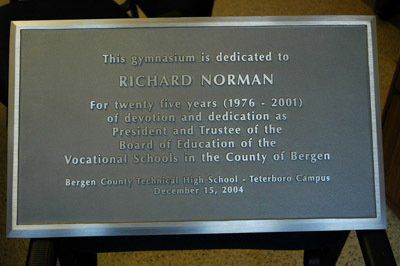 This gymnasium is dedicated to
RICHARD NORMAN
For twenty five years (1976 - 2001)
of devotion and dedication as
President and Trustee of the
Board of Education of the
Vocational Schools in the County of Bergen
Bergen County Technical High School - Teterboro Campus
December 15, 2004